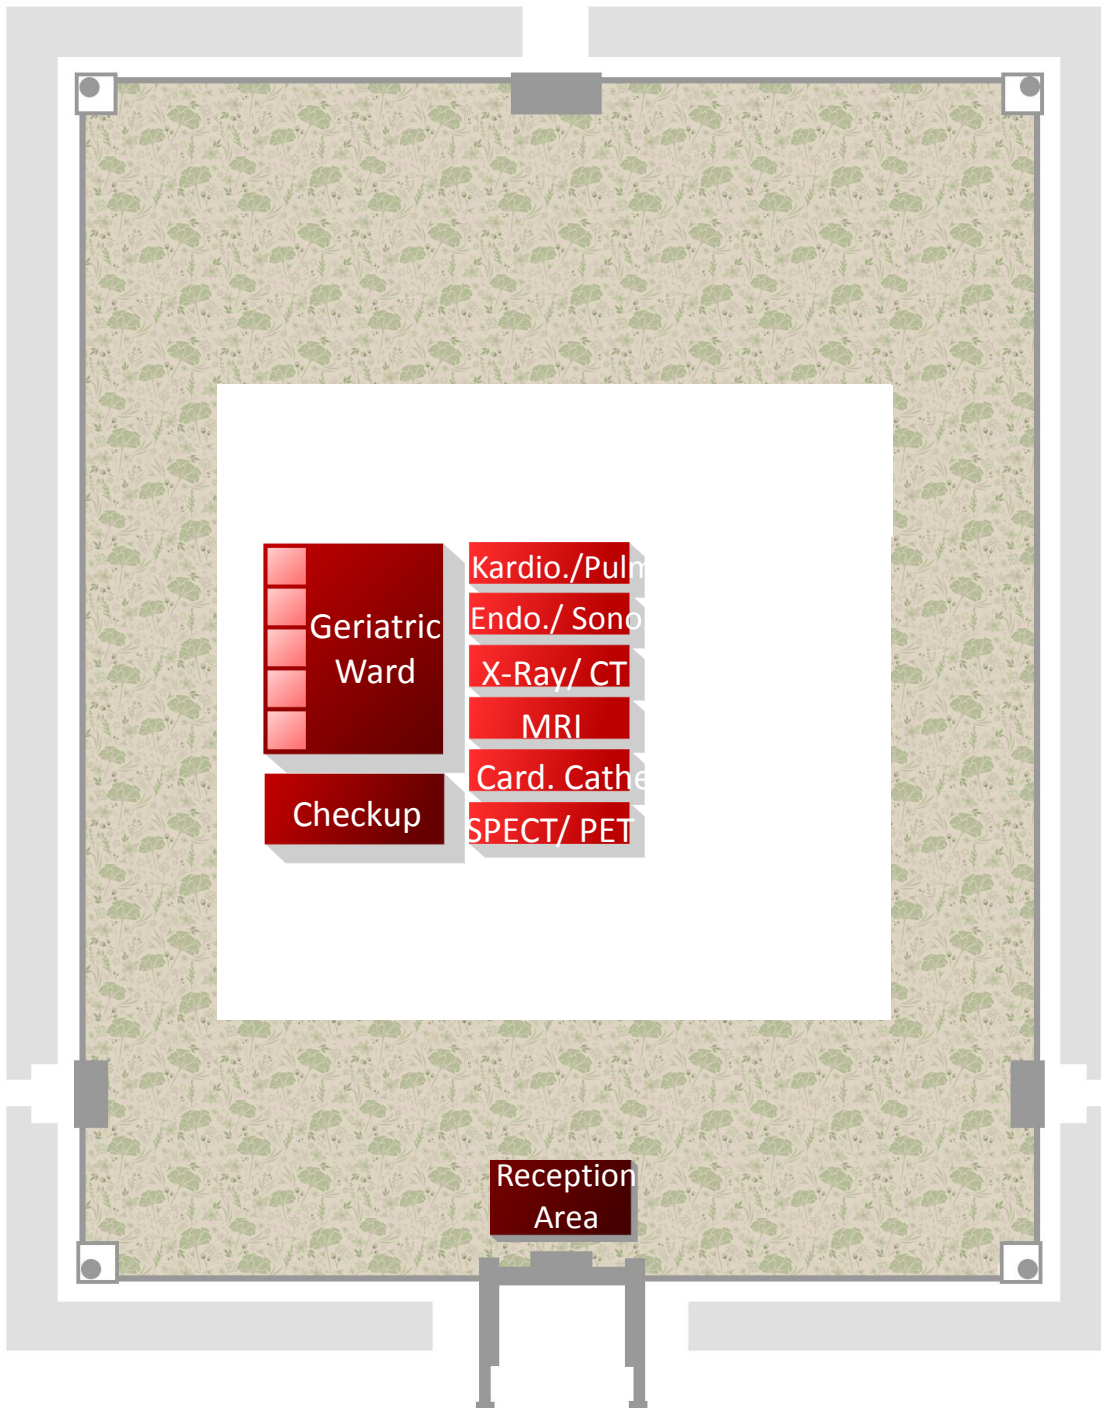 Geriatric
Ward
Checkup
Kardio./Pulm
Endo./ Sono
X-Ray/ CT
MRI
Card. Cathe
SPECT/ PET
Reception
Area